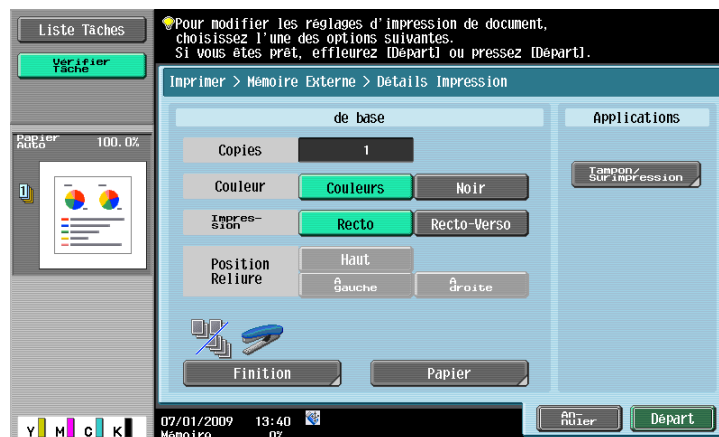 Liste Tâches
Vérifier
Tâche
Papier
Auto
100.0%
Y M C K
Pour modifier les réglages d'impression de document,
choisissez l'une des options suivantes.
Si vous êtes prêt, effleurez [Départ] ou pressez [Départ].
Imprimer > Mémoire Externe > Détails Impression
de base
Applications
Copies 1
Couleur Couleurs Noir
Impres-
sion
Recto Recto-Verso
Position
Reliure
Haut
A
gauche
A
droite
Tampon/
Surimpression
Finition
Papier
07/01/2009 13:40
Mémoire 0%
An-
nuler
Départ